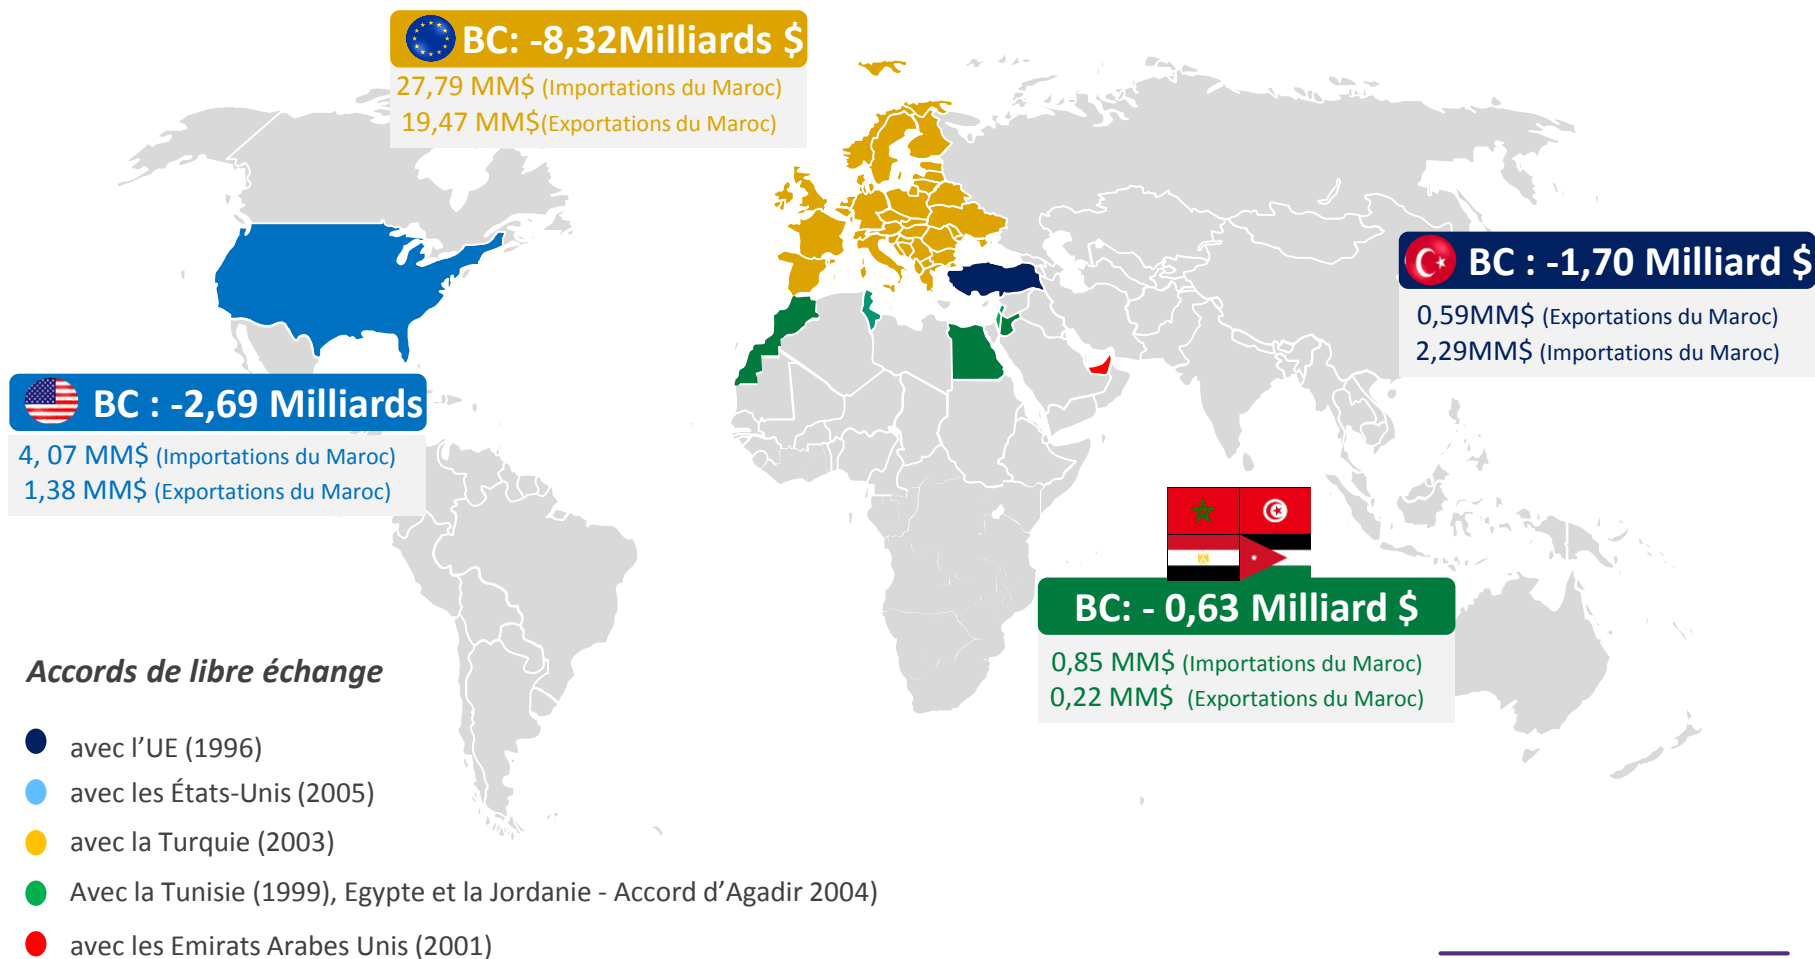 BC: -8,32Milliards $
27,79 MM$ (Importations du Maroc)
19,47 MM$(Exportations du Maroc)
BC : -1,70 Milliard $
0,59MM$ (Exportations du Maroc)
2,29MM$ (Importations du Maroc)
BC : -2,69 Milliards
4, 07 MM$ (Importations du Maroc)
1,38 MM$ (Exportations du Maroc)
BC: - 0,63 Milliard $
0,85 MM$ (Importations du Maroc)
0,22 MM$ (Exportations du Maroc)
Accords de libre échange
avec l’UE (1996)
avec les États-Unis (2005)
avec la Turquie (2003)
Avec la Tunisie (1999), Egypte et la Jordanie - Accord d’Agadir 2004)
avec les Emirats Arabes Unis (2001)